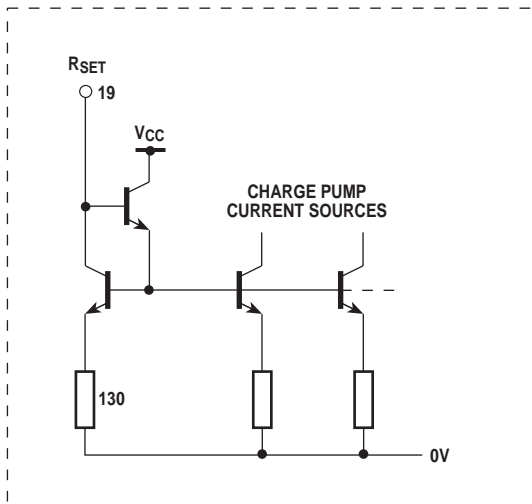 RSET
19
VCC
CHARGE PUMP
CURRENT SOURCES
130
0V